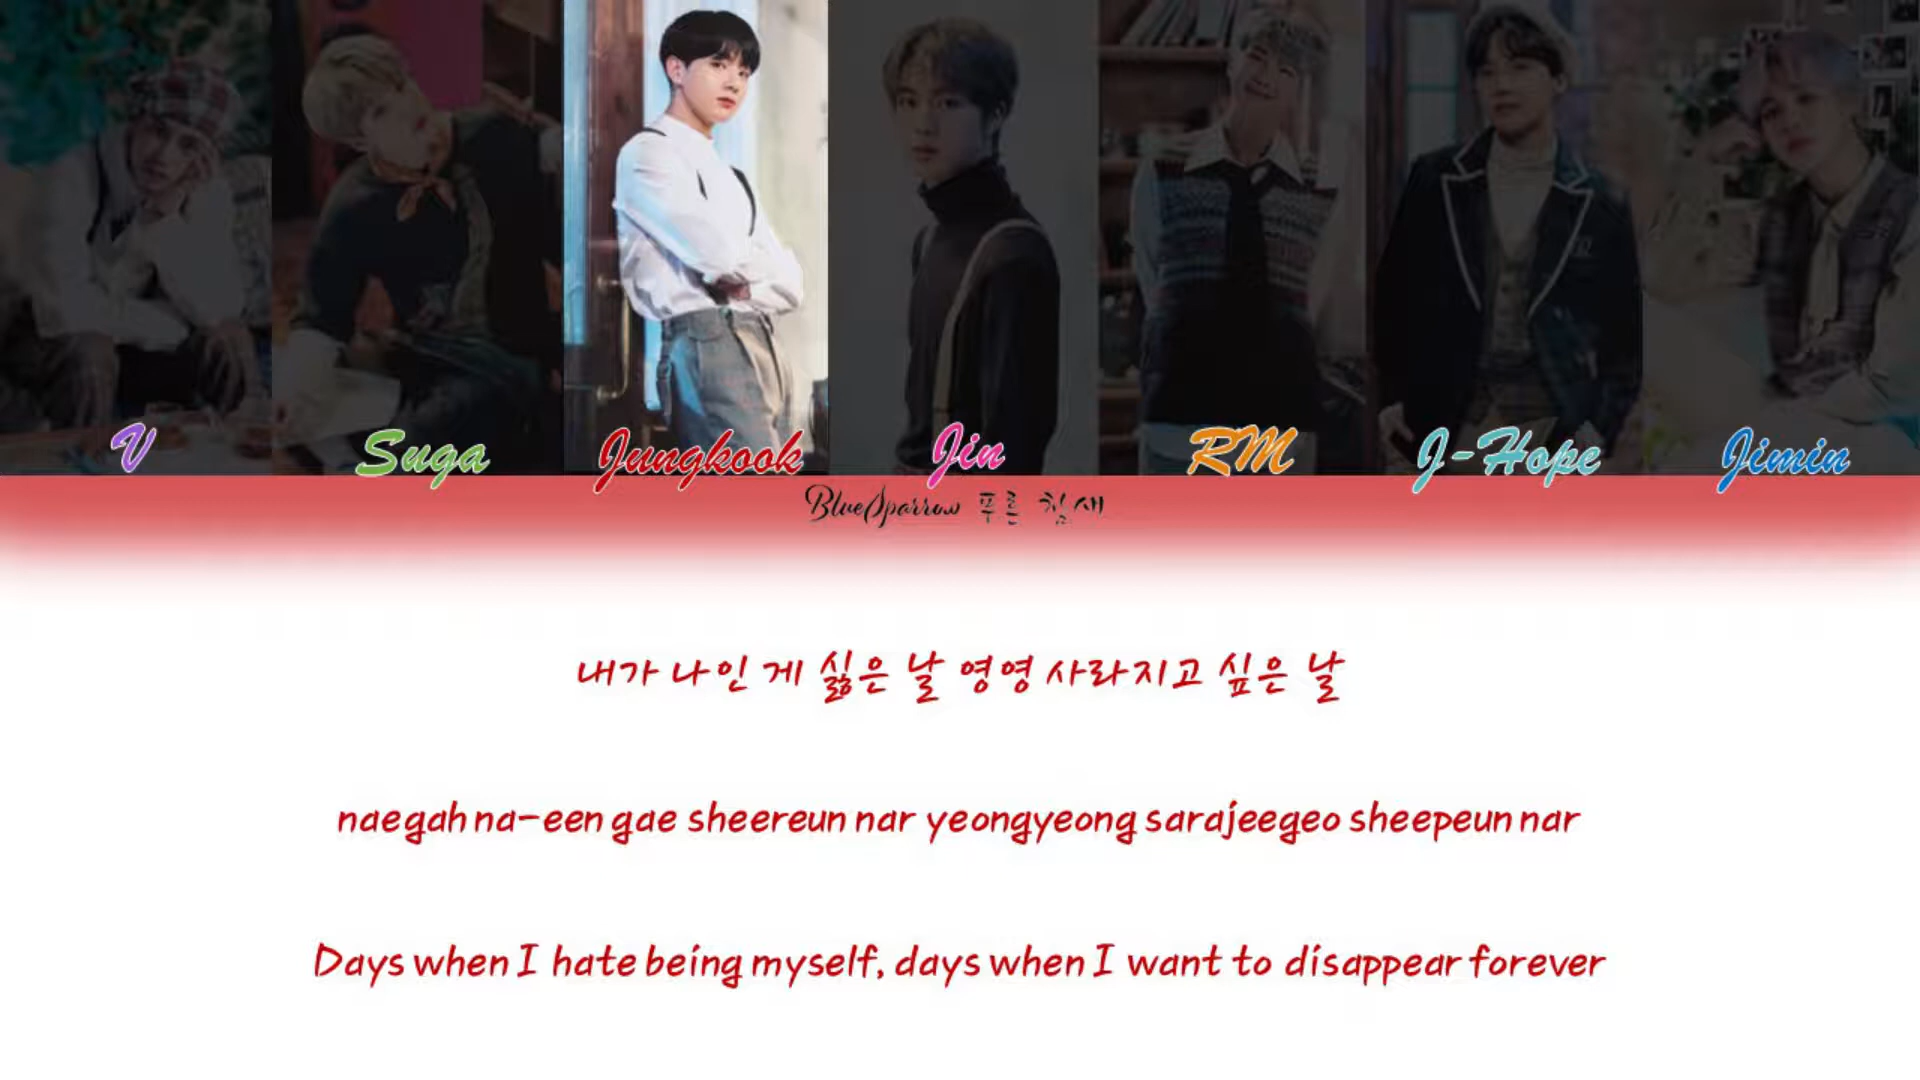 V Suga Jungkook Jin RM J-Hope Jimin
BlueSparrow 푸른 참새
내가 나인 게 싫은 날 영영 사라지고 싶은 날
naegah na-een gae sheereun nar yeongyeong sarajeegeo sheepeun nar
Days when I hate being myself, days when I want to disappear forever